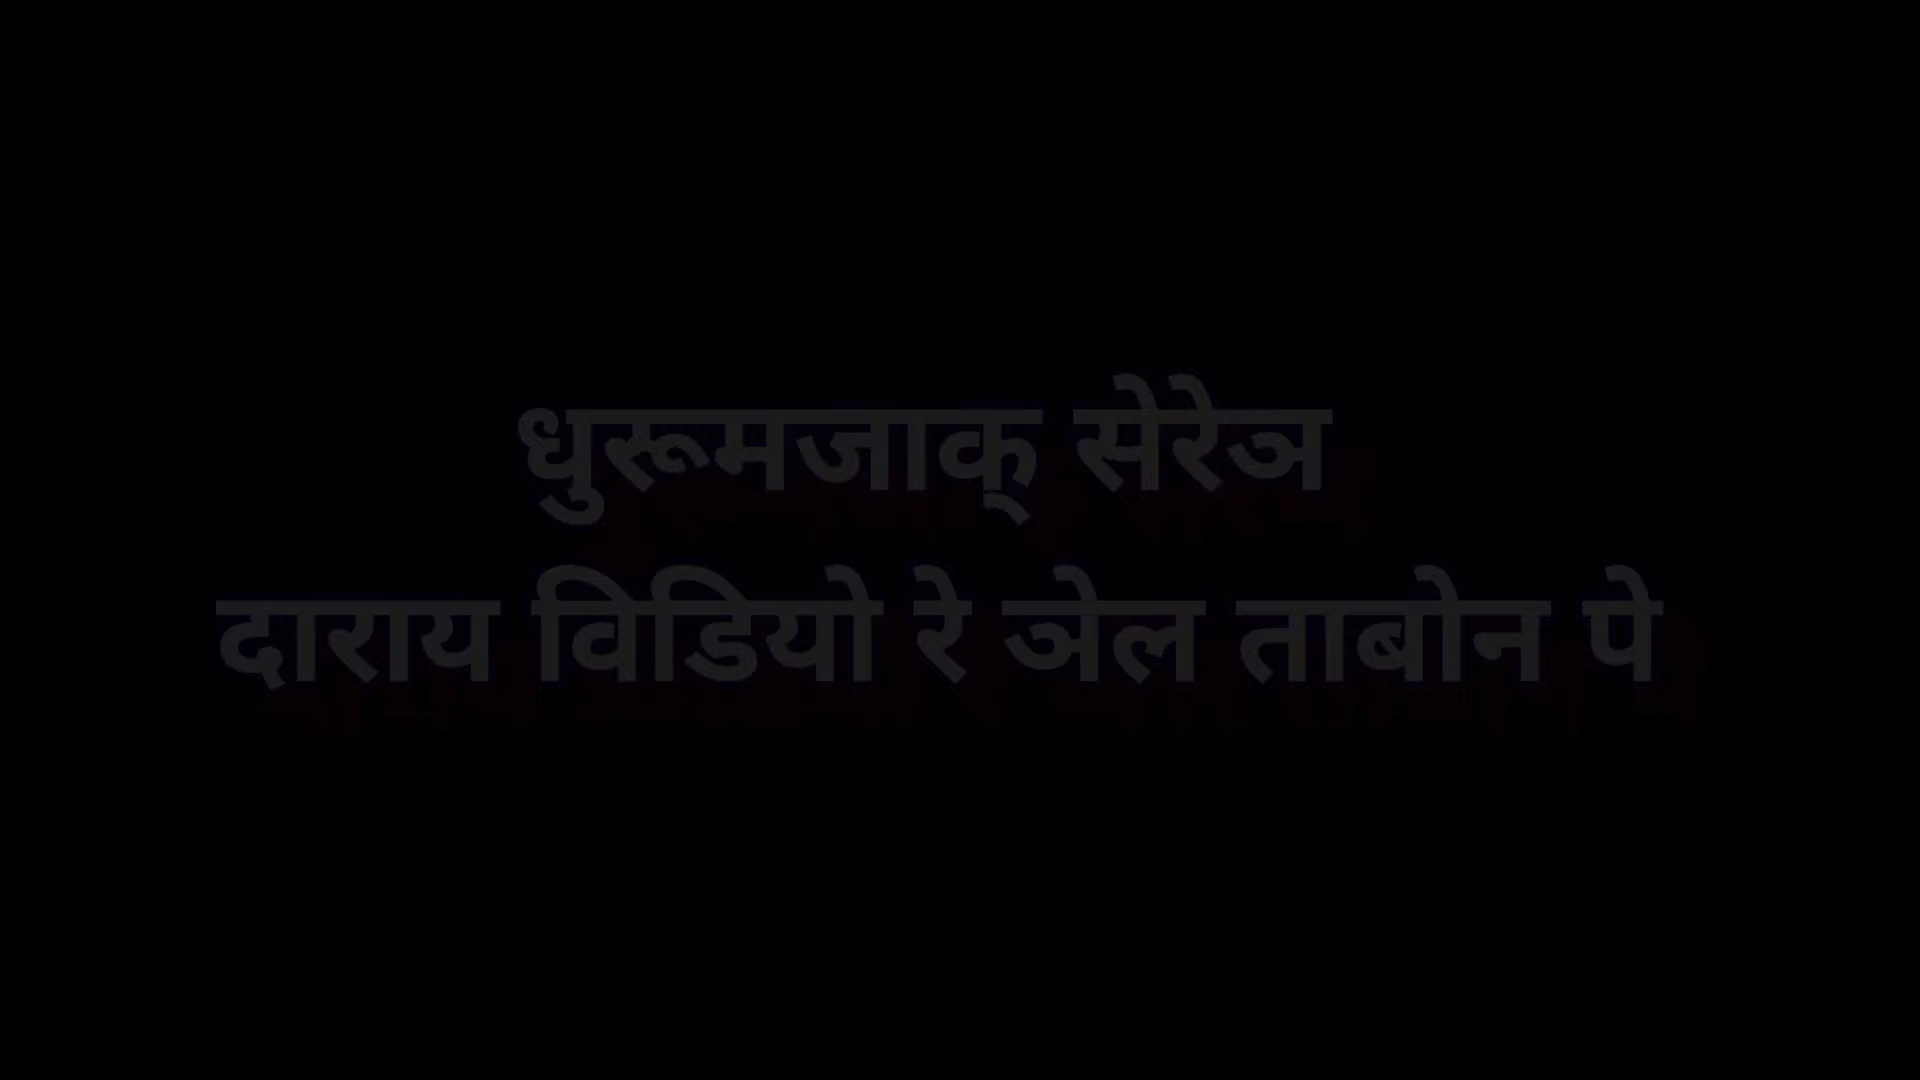 धुरूमजाक् सेरेञ
दाराय विडियो रे ञेल ताबोन पे